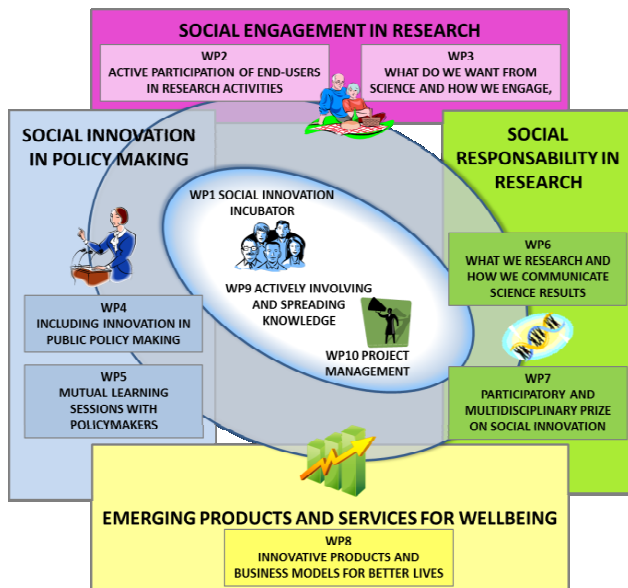 SOCIAL ENGAGEMENT IN RESEARCH
WP2
ACTIVE PARTICIPATION OF END-USERS
IN RESEARCH ACTIVITIES
WP3
WHAT DO WE WANT FROM
SCIENCE AND HOW WE ENGAGE,
SOCIAL INNOVATION
IN POLICY MAKING
SOCIAL
RESPONSABILITY IN
RESEARCH
WP1 SOCIAL INNOVATION
INCUBATOR
WP9 ACTIVELY INVOLVING
AND SPREADING
KNOWLEDGE
WP10 PROJECT
MANAGEMENT
WP4
INCLUDING INNOVATION IN
PUBLIC POLICY MAKING
WP5
MUTUAL LEARNING
SESSIONS WITH
POLICYMAKERS
WP6
WHAT WE RESEARCH AND
HOW WE COMMUNICATE
SCIENCE RESULTS
WP7
PARTICIPATORY AND
MULTIDISCIPLINARY PRIZE
ON SOCIAL INNOVATION
EMERGING PRODUCTS AND SERVICES FOR WELLBEING
WP8
INNOVATIVE PRODUCTS AND
BUSINESS MODELS FOR BETTER LIVES